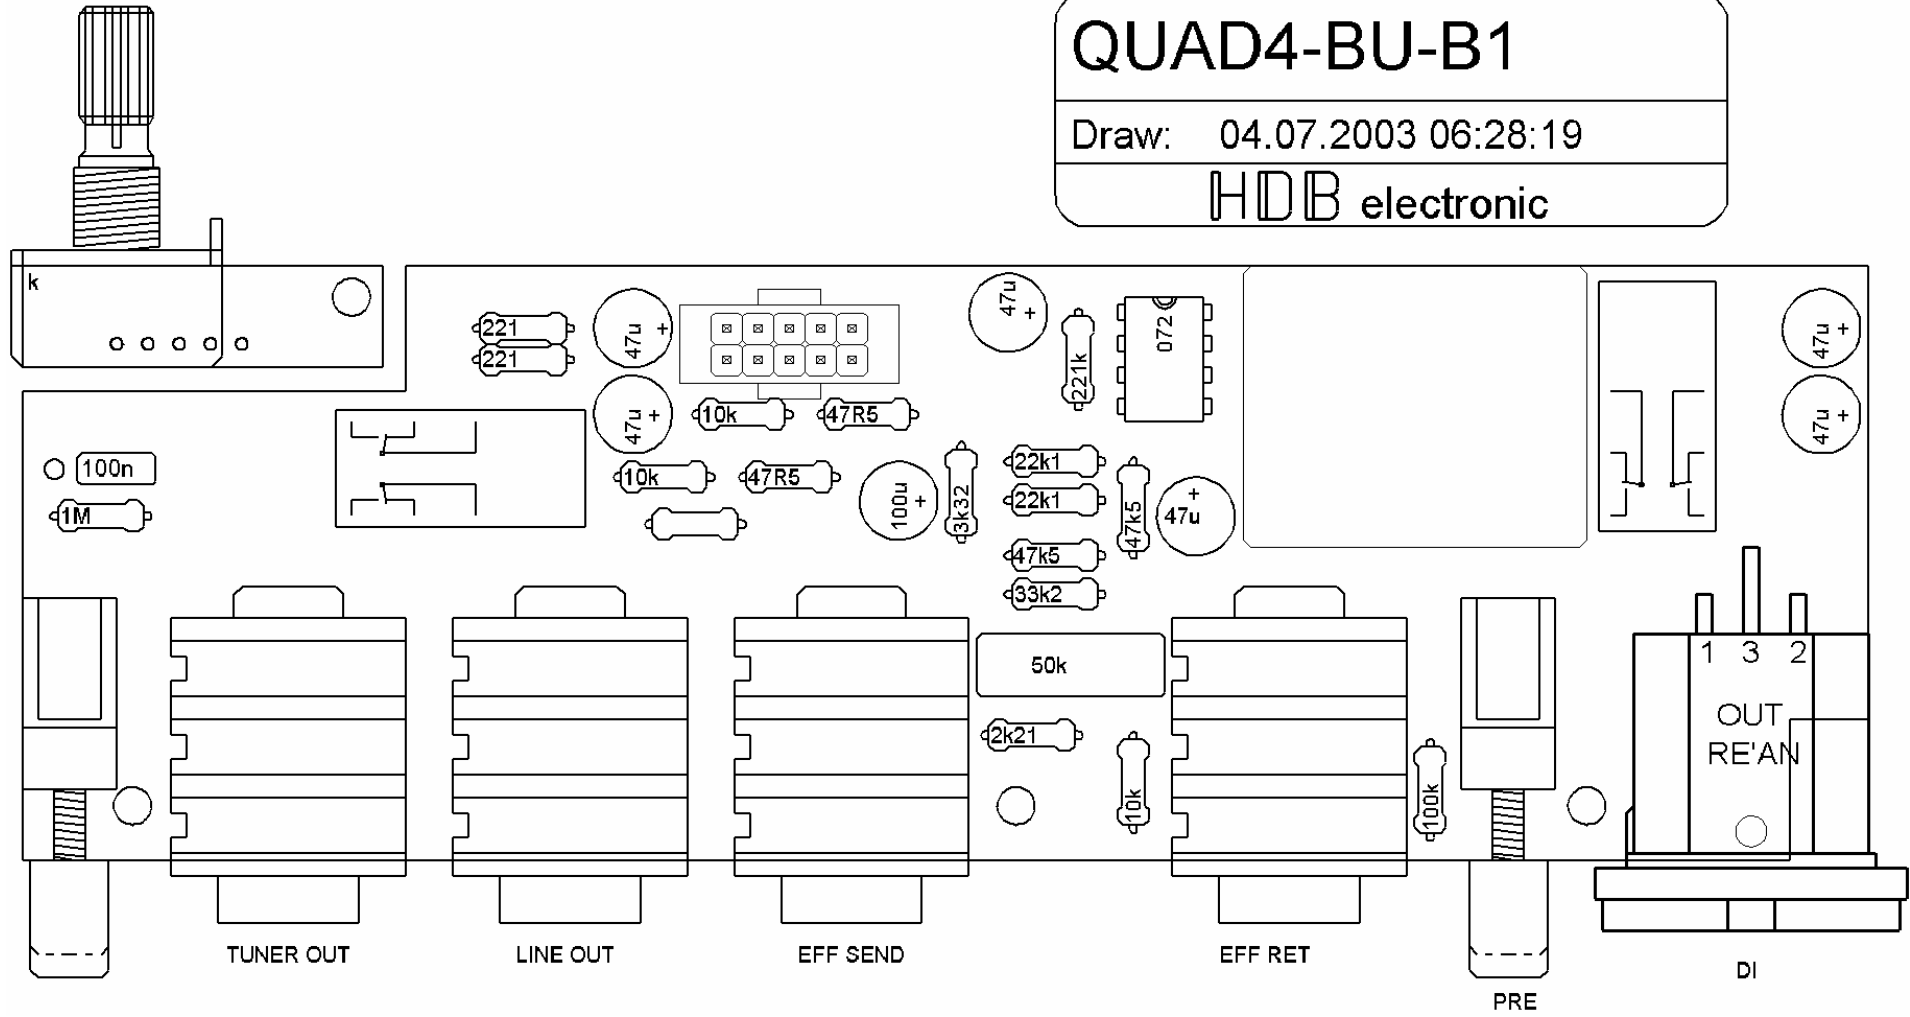 QUAD4-BU-B1
Draw: 04.07.2003 06:28:19
HDB electronic
k
221
221
47u +
47u +
10k
47R5
10k
47R5
100n
1M
47u +
221k
072
100u +
3k32
22k1
22k1
47k5
47u +
47k5
33k2
47u +
47u +
50k
2k21
10k
100k
1 3 2
OUT
RE'AN
TUNER OUT
LINE OUT
EFF SEND
EFF RET
PRE
DI